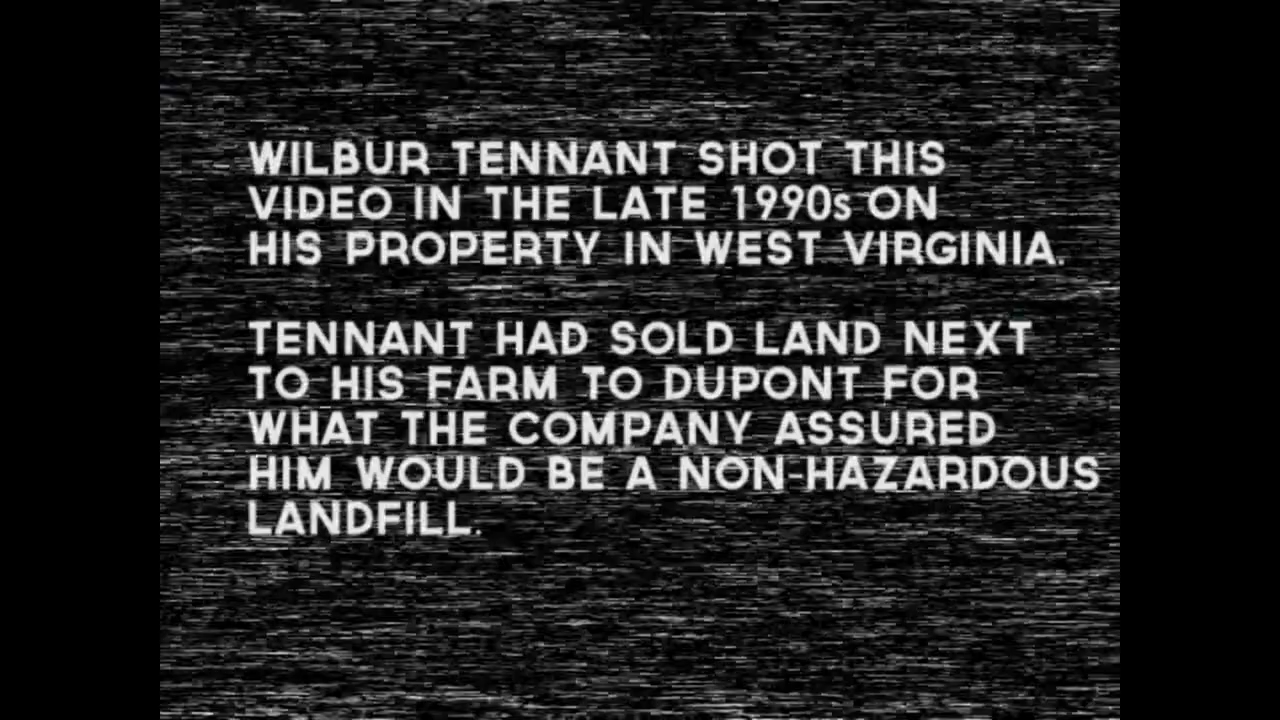 WILBUR TENNANT SHOT THIS
VIDEO IN THE LATE 1990s ON
HIS PROPERTY IN WEST VIRGINIA.
TENNANT HAD SOLD LAND NEXT
TO HIS FARM TO DUPONT FOR
WHAT THE COMPANY ASSURED
HIM WOULD BE A NON-HAZARDOUS
LANDFILL.